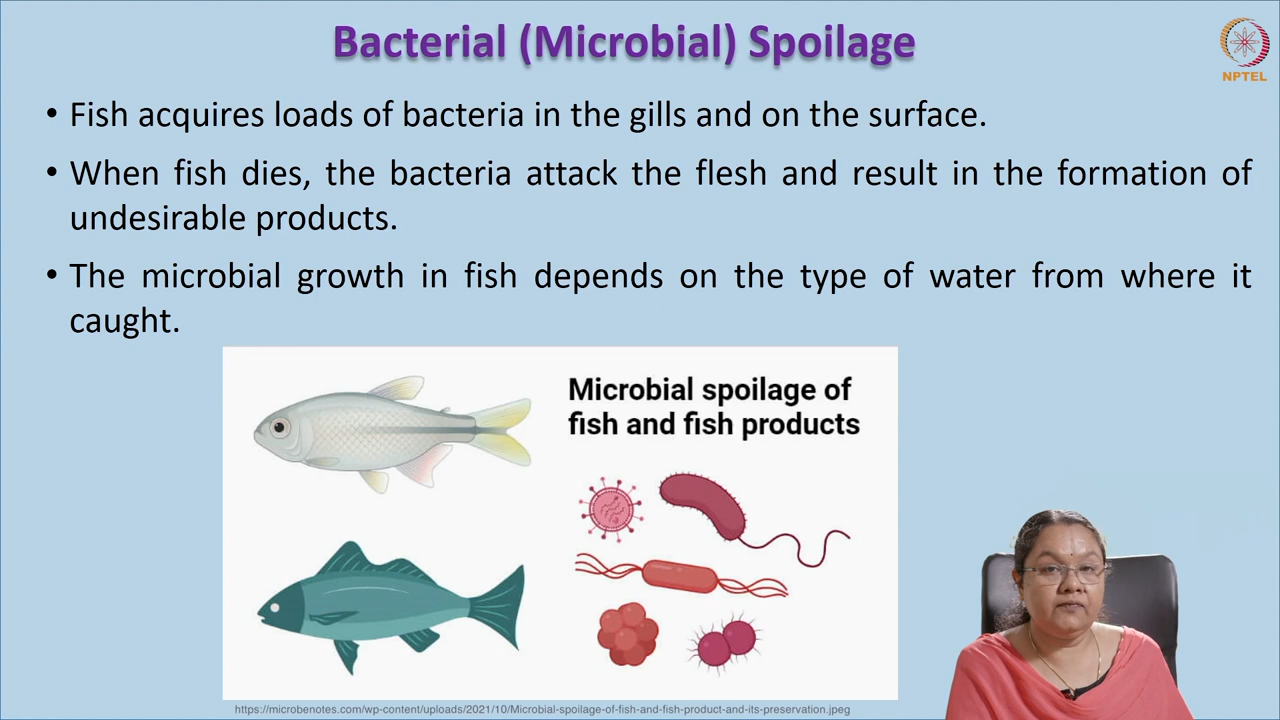 Bacterial (Microbial) Spoilage
NPTEL
• Fish acquires loads of bacteria in the gills and on the surface.
• When fish dies, the bacteria attack the flesh and result in the formation of
undesirable products.
• The microbial growth in fish depends on the type of water from where it
caught.
Microbial spoilage of
fish and fish products
https://microbenotes.com/wp-content/uploads/2021/10/Microbial-spoilage-of-fish-and-fish-product-and-its-preservation.jpeg